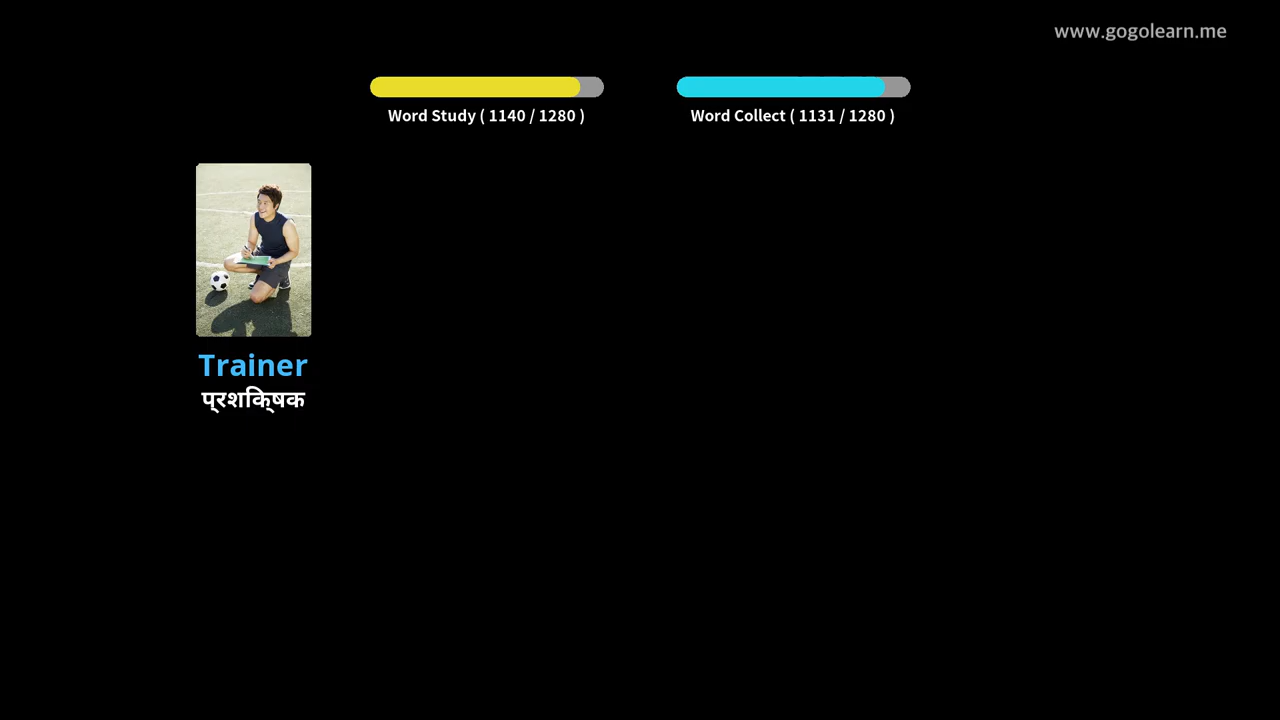 www.gogolearn.me
Word Study ( 1140 / 1280 )
Word Collect ( 1131 / 1280 )
Trainer
प्रशिक्षक